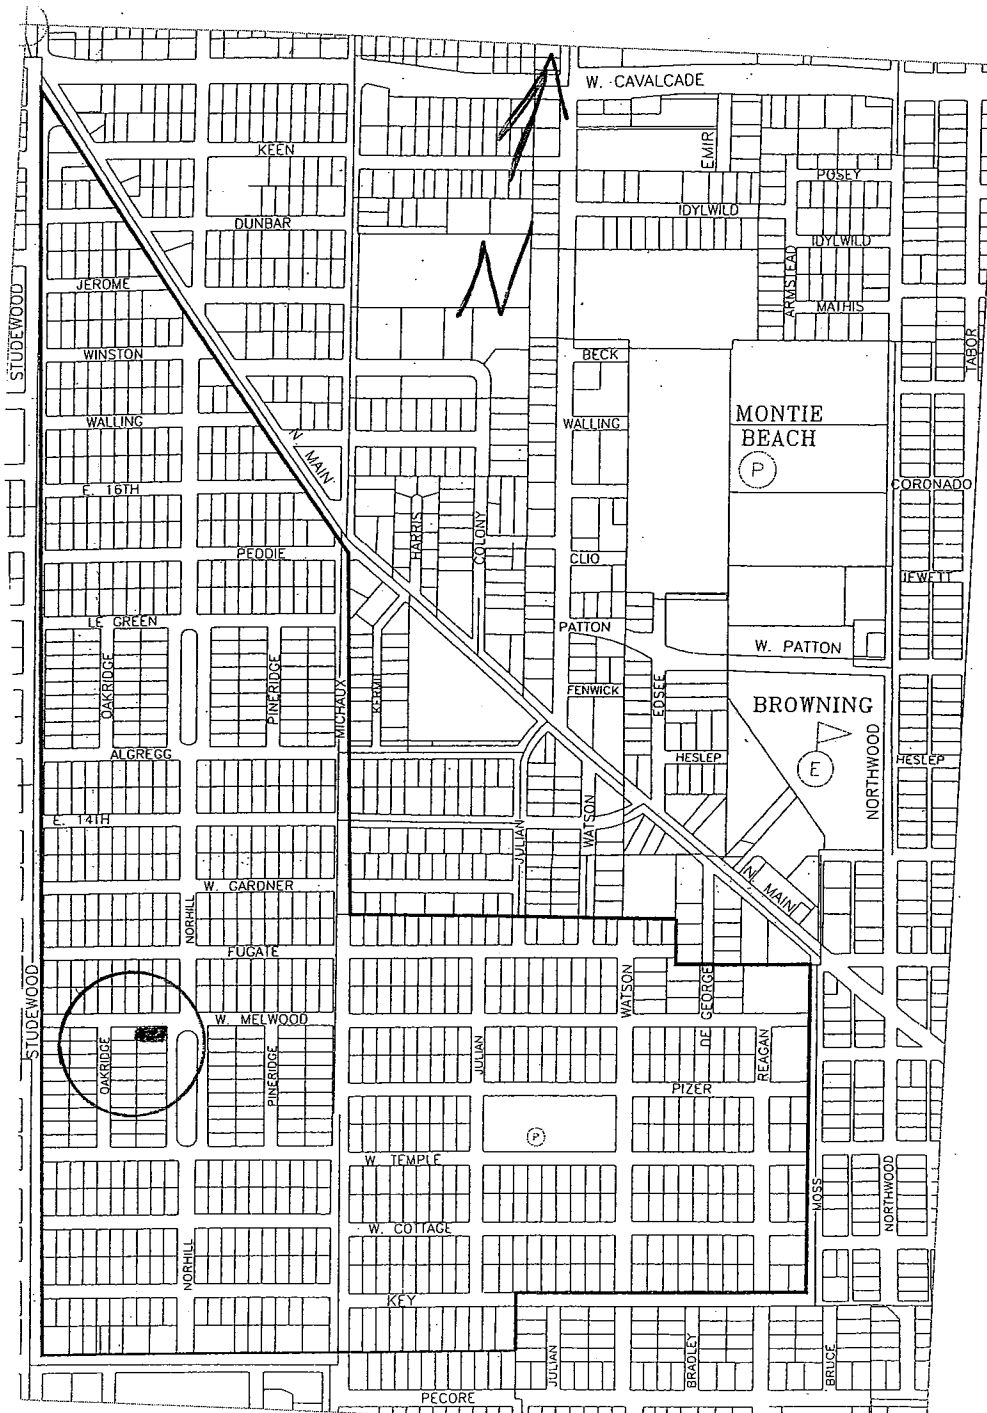 W. CAVALCADE
KEEN
EMIR
POSEY
DUNBAR
IDYLWILD
IDYLWILD
N
JEROME
ARMSTEAD
MATHIS
STUDEWOOD
WINSTON
BECK
TABOR
WALLING
WALLING
MONTIE
BEACH
P
N. MAIN
E. 16TH
CORONADO
HARRIS
COLONY
PEDDIE
CLIO
JEWETT
LE GREEN
PATTON
W. PATTON
OAKRIDGE
PINERIDGE
MICHAUX
KERMIT
FENWICK
EDSEE
BROWNING
E
NORTHWOOD
ALGREGG
HESLEP
HESLEP
E. 14TH
JULIAN
WATSON
W. GARDNER
N. MAIN
NORHILL
FUGATE
STUDEWOOD
WATSON
DE GEORGE
W. MELWOOD
OAKRIDGE
PINERIDGE
JULIAN
REAGAN
PIZER
P
W. TEMPLE
MOSS
NORTHWOOD
W. COTTAGE
NORHILL
KEY
JULIAN
BRADLEY
BRUCE
PECORE